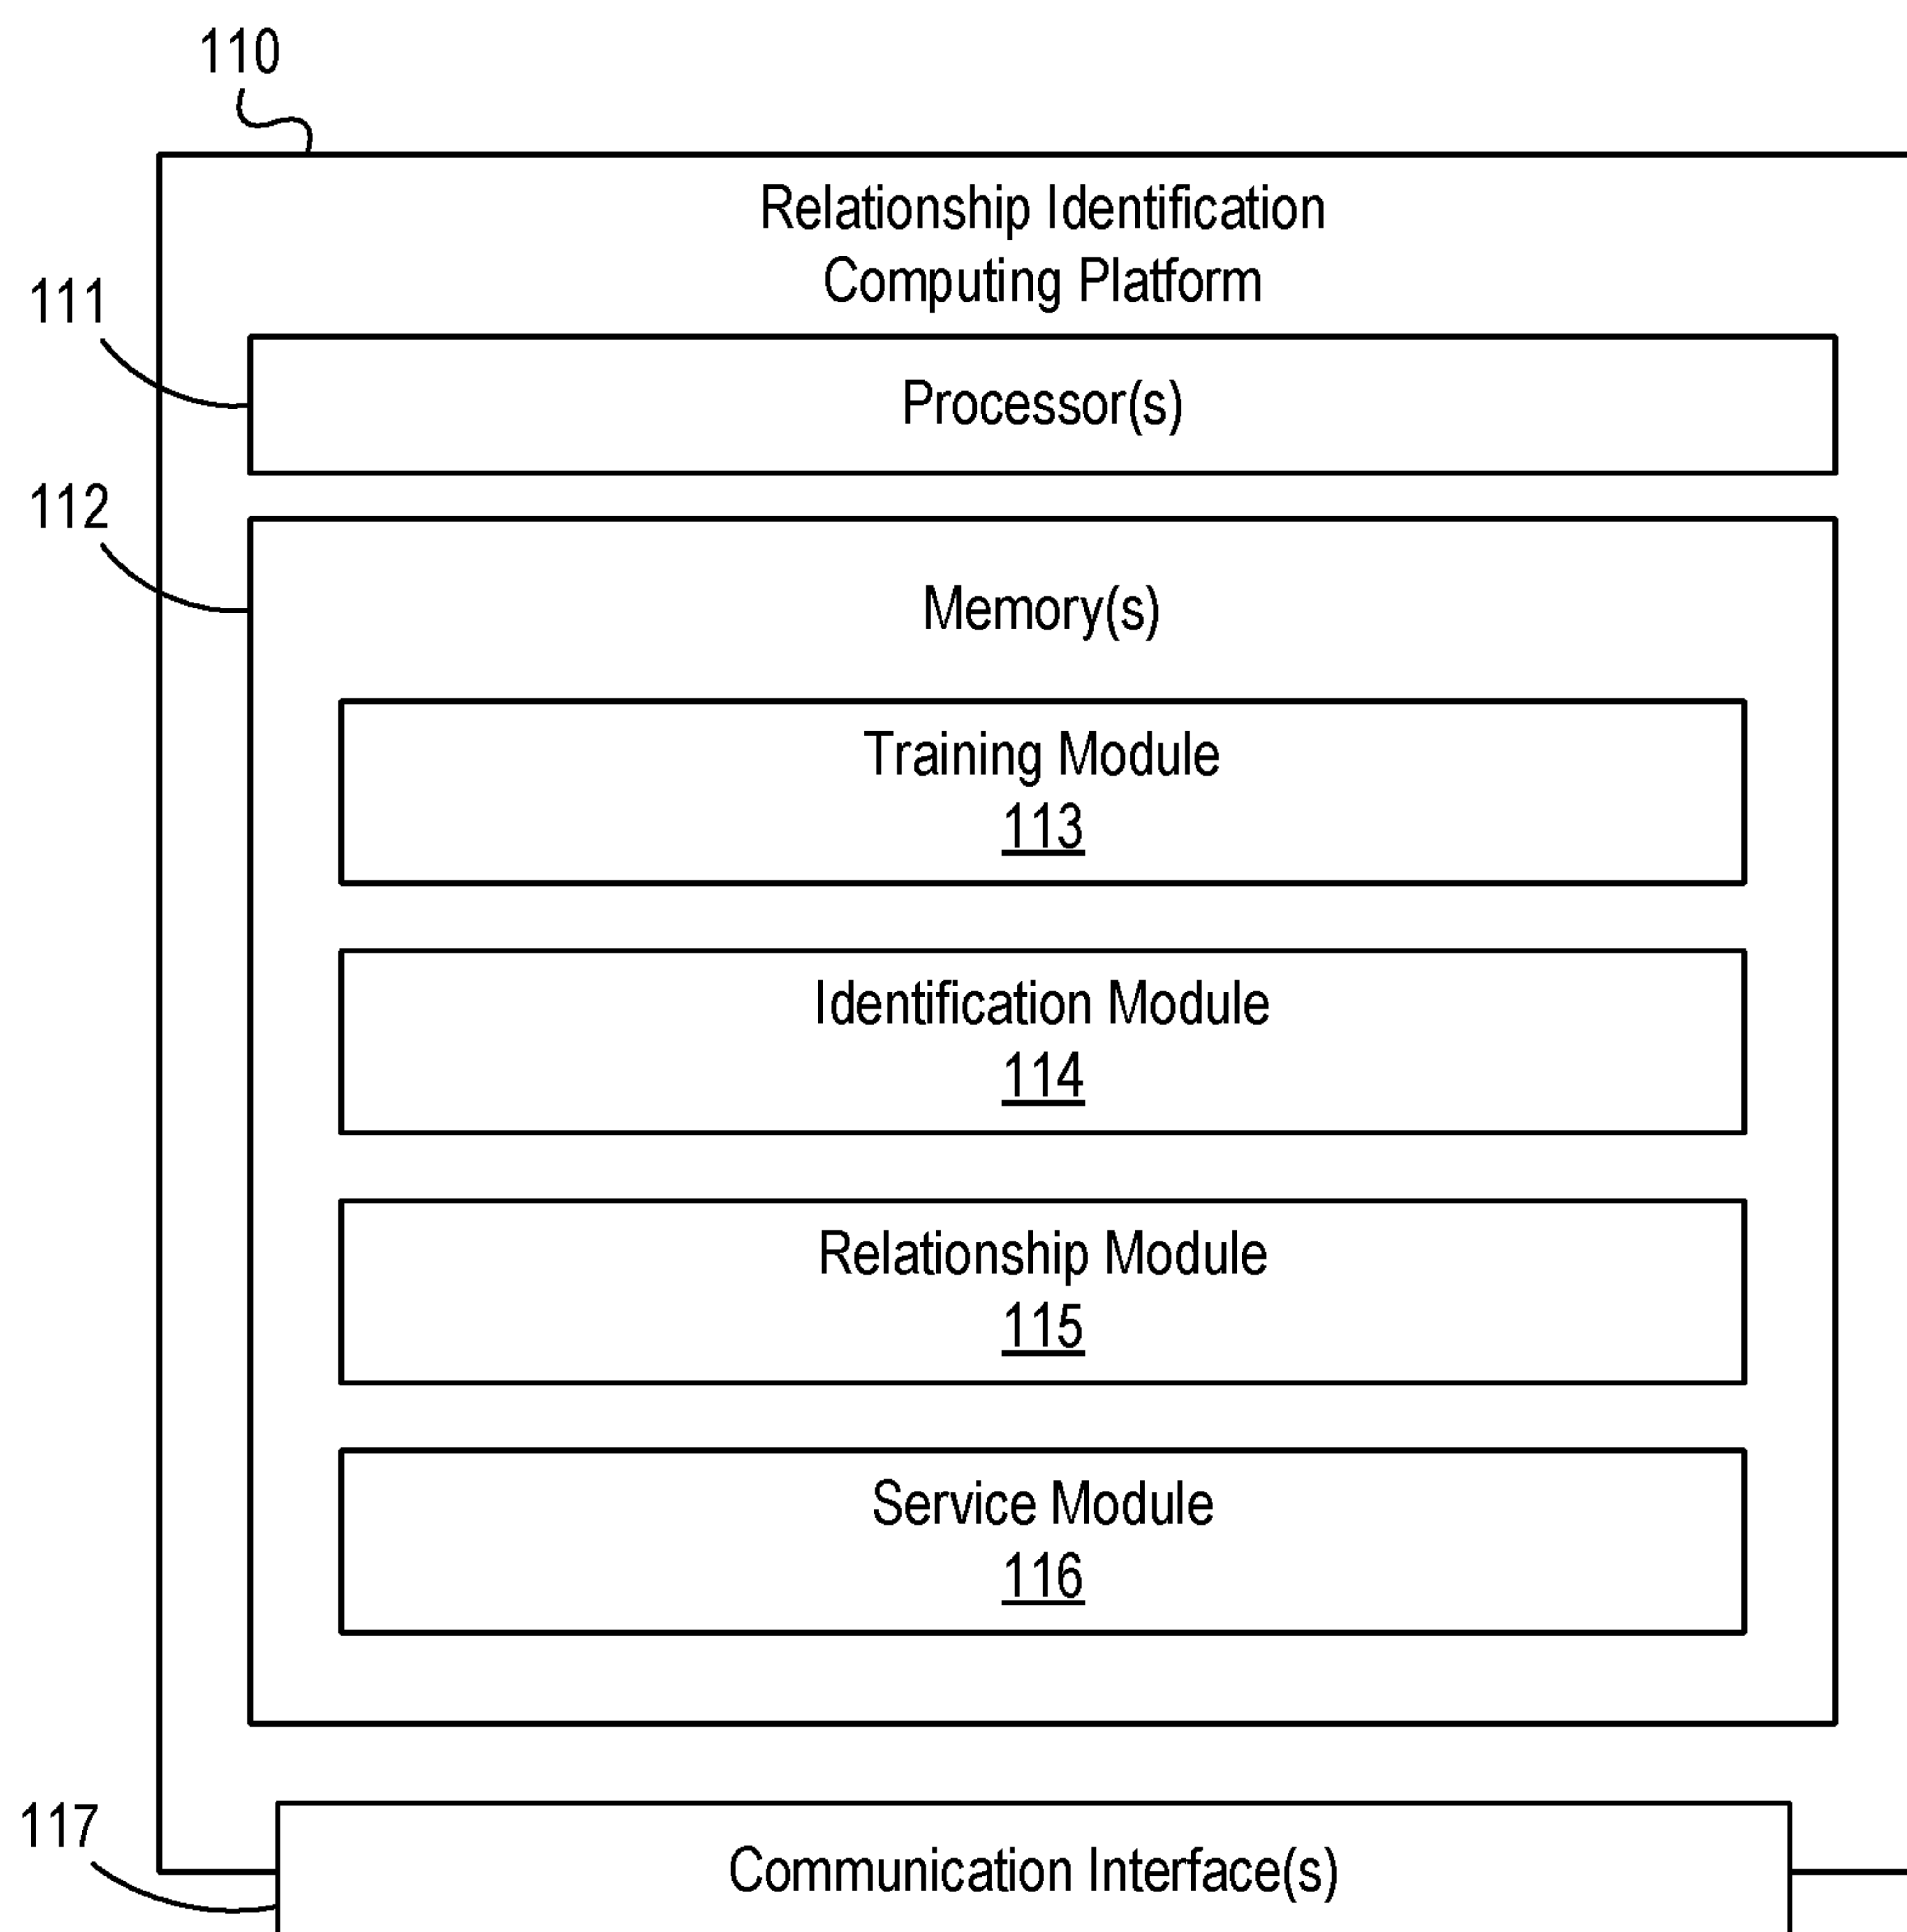 110
Relationship Identification
Computing Platform
111
Processor(s)
112
Memory(s)
Training Module
113
Identification Module
114
Relationship Module
115
Service Module
116
117
Communication Interface(s)